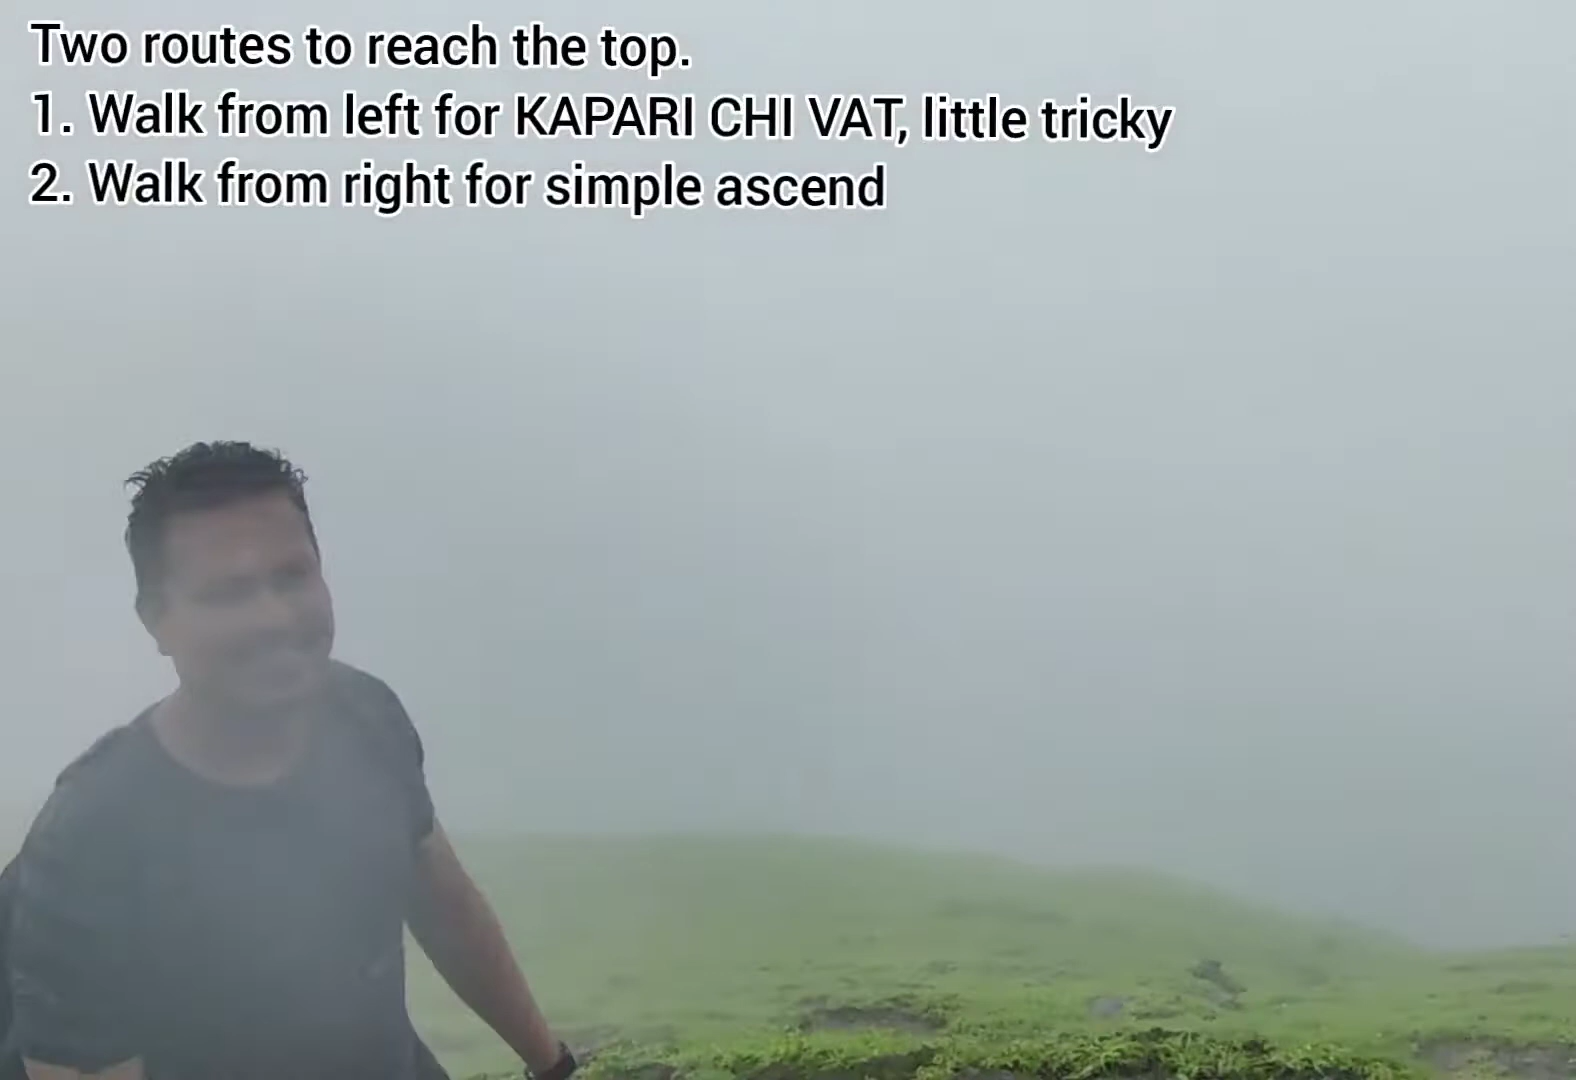 Two routes to reach the top.
1. Walk from left for KAPARI CHI VAT, little tricky
2. Walk from right for simple ascend